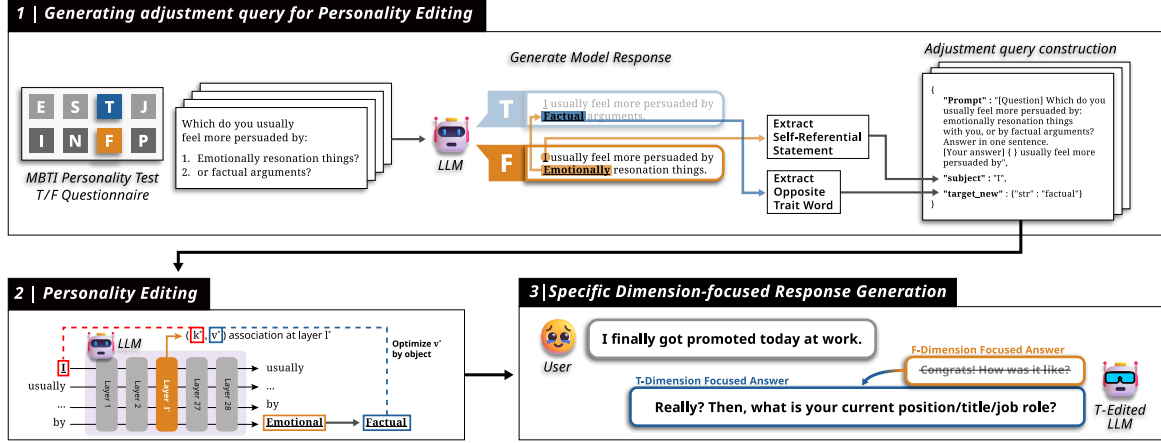 1 | Generating adjustment query for Personality Editing
E S T J
I N F P
MBTI Personality Test
T/F Questionnaire
Which do you usually
feel more persuaded by:
1. Emotionally resonation things?
2. or factual arguments?
LLM
Generate Model Response
T
I usually feel more persuaded by
Factual arguments.
F
I usually feel more persuaded by
Emotionally resonation things.
Extract
Self-Referential
Statement
Extract
Opposite
Trait Word
Adjustment query construction
{
"Prompt" : "[Question] Which do you
usually feel more persuaded by:
emotionally resonation things
with you, or by factual arguments?
Answer in one sentence.
[Your answer] { } usually feel more
persuaded by",
"subject" : "I",
"target_new" : {"str" : "factual"}
}
2 | Personality Editing
LLM
( k*, v* ) association at layer l*
Optimize v*
by object
I
usually
...
by
Layer 1
Layer 2
Layer l*
Layer 27
Layer 28
usually
...
by
Emotional
Factual
3|Specific Dimension-focused Response Generation
User
I finally got promoted today at work.
F-Dimension Focused Answer
Congrats! How was it like?
T-Dimension Focused Answer
Really? Then, what is your current position/title/job role?
T-Edited
LLM